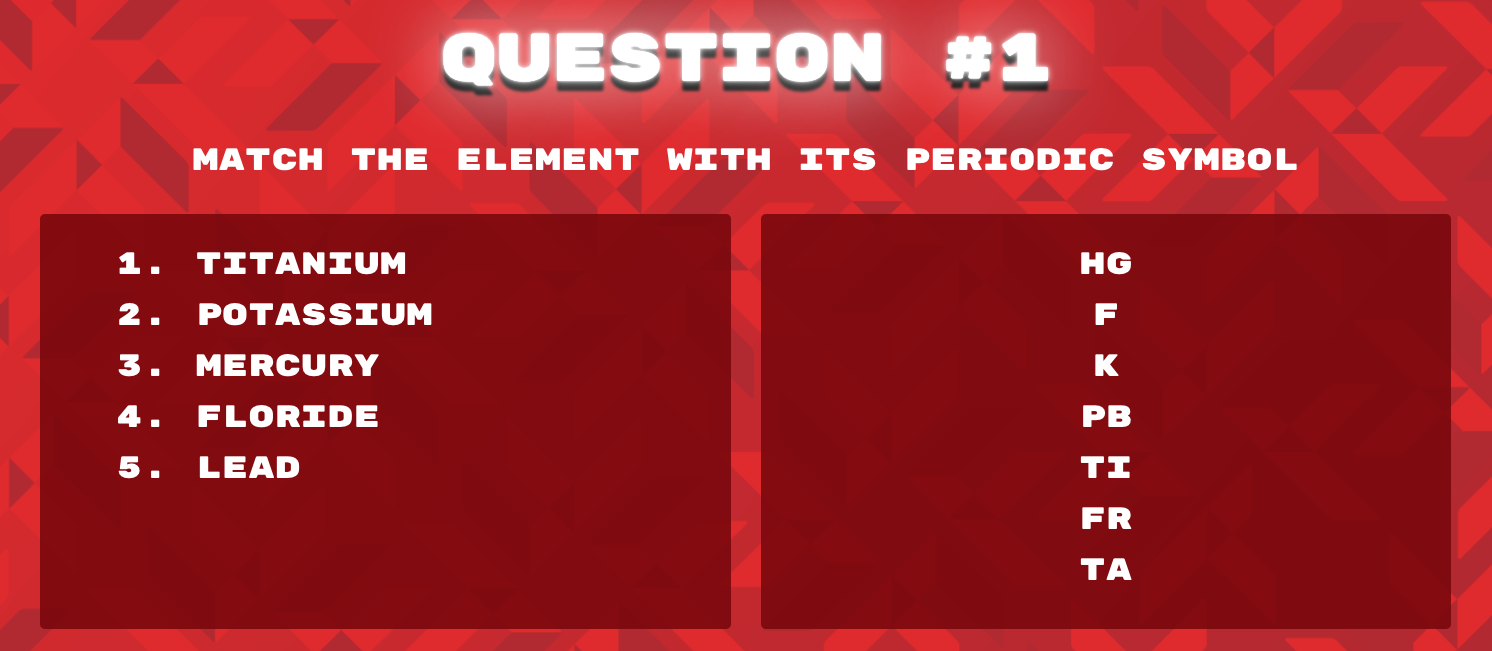 QUESTION #1
MATCH THE ELEMENT WITH ITS PERIODIC SYMBOL
1. TITANIUM
2. POTASSIUM
3. MERCURY
4. FLORIDE
5. LEAD
HG
F
K
PB
TI
FR
TA